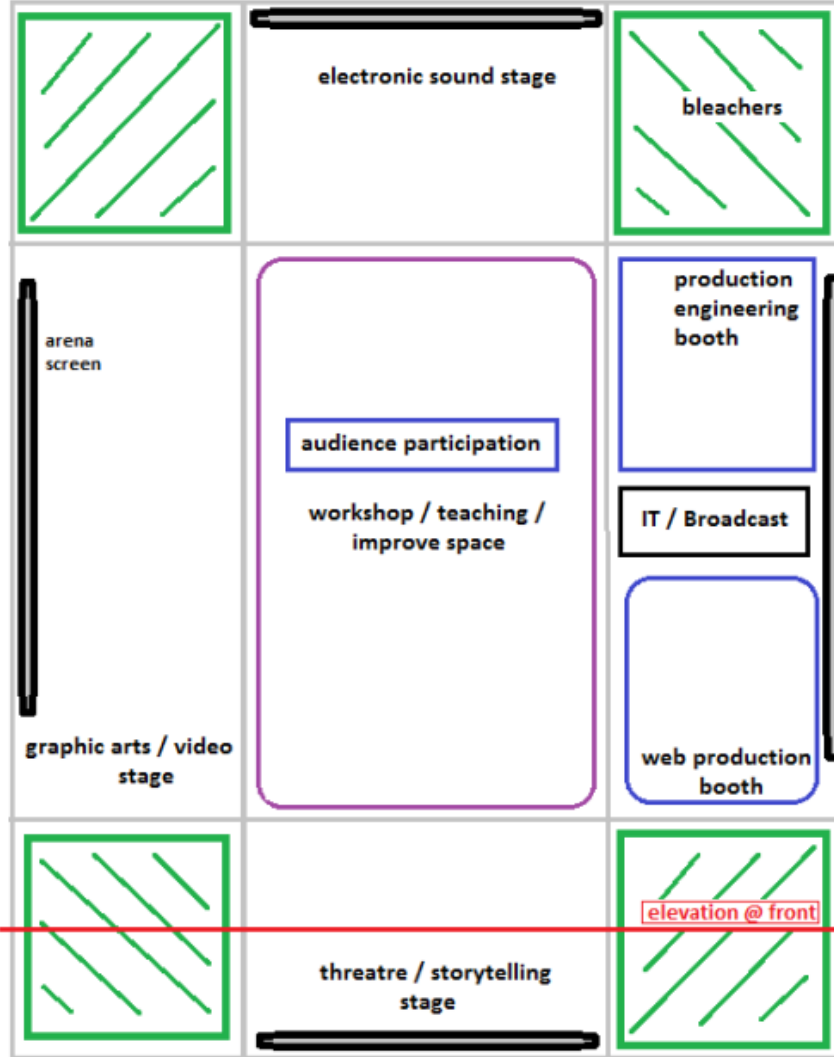 electronic sound stage
bleachers
arena
screen
production
engineering
booth
audience participation
workshop / teaching /
improve space
IT / Broadcast
graphic arts / video
stage
web production
booth
elevation @ front
threatre / storytelling
stage